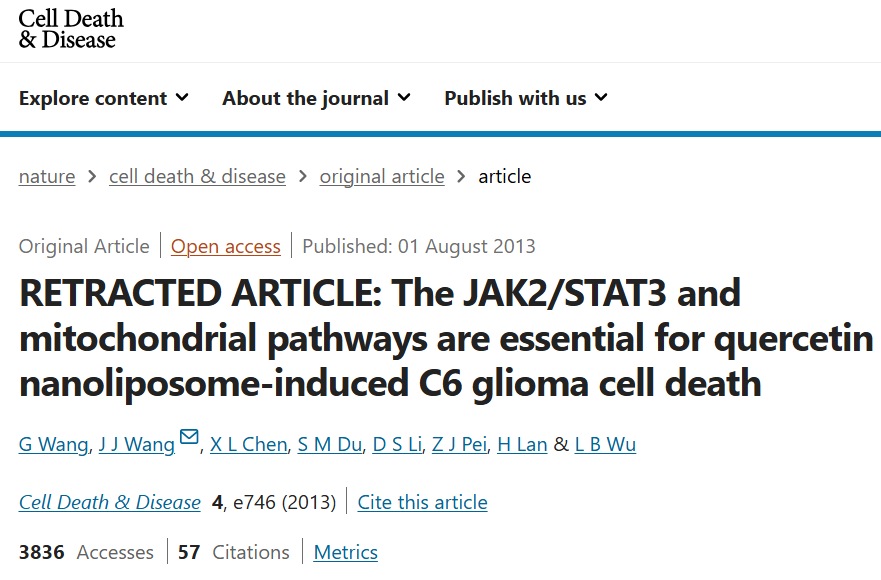 Cell Death
& Disease
Explore content About the journal Publish with us
nature > cell death & disease > original article > article
Original Article | Open access | Published: 01 August 2013
RETRACTED ARTICLE: The JAK2/STAT3 and
mitochondrial pathways are essential for quercetin
nanoliposome-induced C6 glioma cell death
G Wang, J J Wang, X L Chen, S M Du, D S Li, Z J Pei, H Lan & L B Wu
Cell Death & Disease 4, e746 (2013) | Cite this article
3836 Accesses | 57 Citations | Metrics